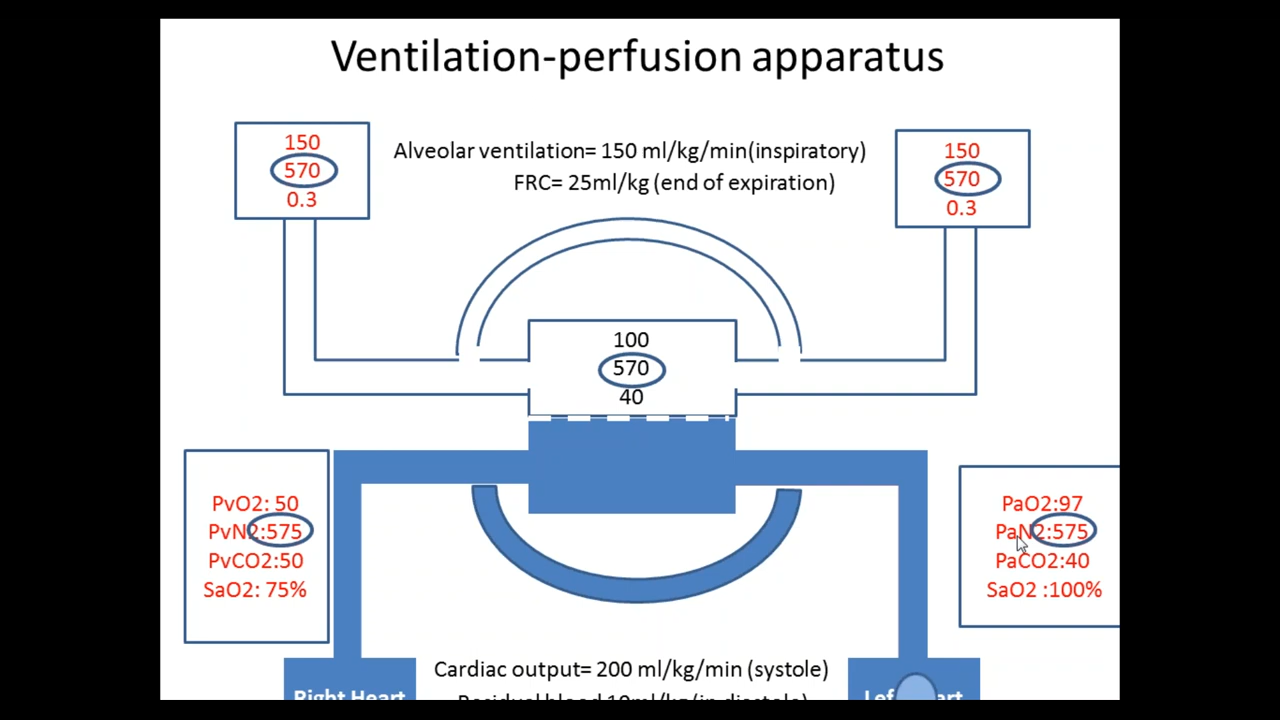 Ventilation-perfusion apparatus
150
570
0.3
Alveolar ventilation= 150 ml/kg/min(inspiratory)
FRC= 25ml/kg (end of expiration)
150
570
0.3
100
570
40
PvO2: 50
PvN2:575
PvCO2:50
SaO2: 75%
PaO2:97
PaN2:575
PaCO2:40
SaO2 :100%
Cardiac output= 200 ml/kg/min (systole)
Right Heart